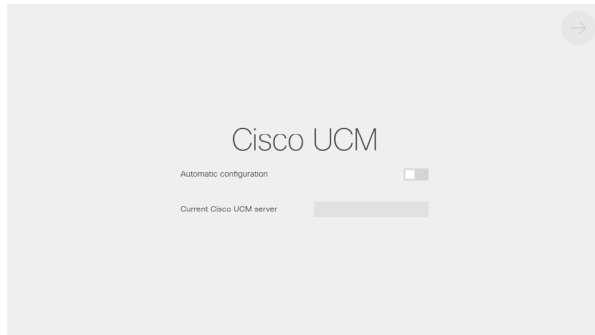 Cisco UCM
Automatic configuration
Current Cisco UCM server